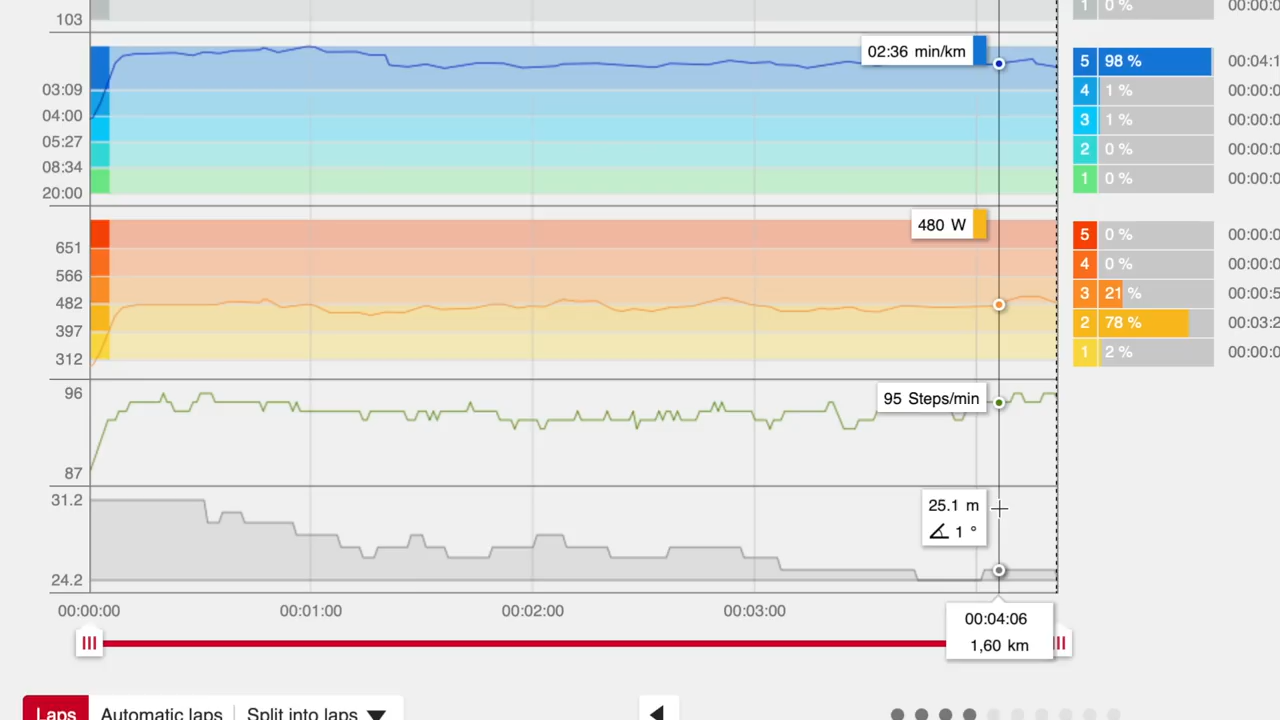 103
1 0 %
00:00:0
02:36 min/km
5 98 % 00:04:1
03:09
4 1 % 00:00:0
04:00
3 1 % 00:00:0
05:27
2 0 % 00:00:0
08:34
1 0 % 00:00:0
20:00
480 W
5 0 % 00:00:0
651
4 0 % 00:00:0
566
3 21 % 00:00:5
482
2 78 % 00:03:2
397
1 2 % 00:00:0
312
96
95 Steps/min
87
31.2
25.1 m
1 °
24.2
00:00:00 00:01:00 00:02:00 00:03:00
00:04:06
1,60 km
Laps Automatic laps Split into laps